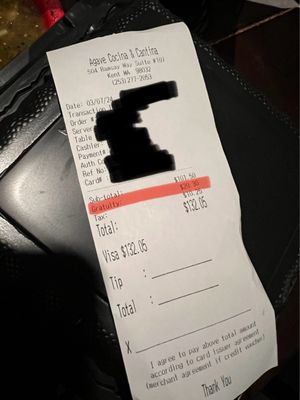 Agave Cocina & Cantina
504 Ramsay Way Suite #101
Kent WA, 98032
(253)277-2053
Date: 03/07/2
Transactio
Order #
Server
Table
Cashier
Payment#
Auth Co
Ref No
Card#
Sub-total: $101.50
Gratuity:
Tax:
Total: $132.05
Visa $132.05
Tip :
Total :
X
I agree to pay above total amount
according to card issuer agreement
(merchant agreement if credit voucher)
Thank You